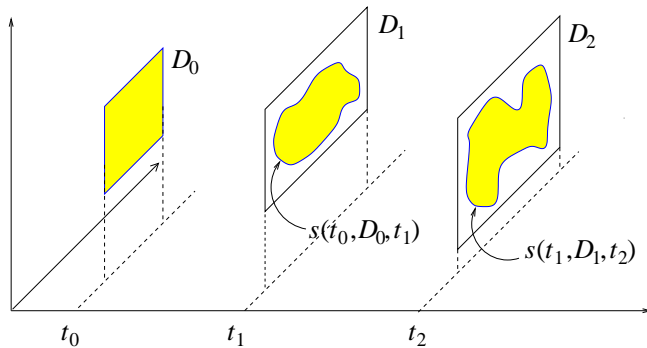 D₀
D₁
D₂
s(t₀,D₀,t₁)
s(t₁,D₁,t₂)
t₀
t₁
t₂